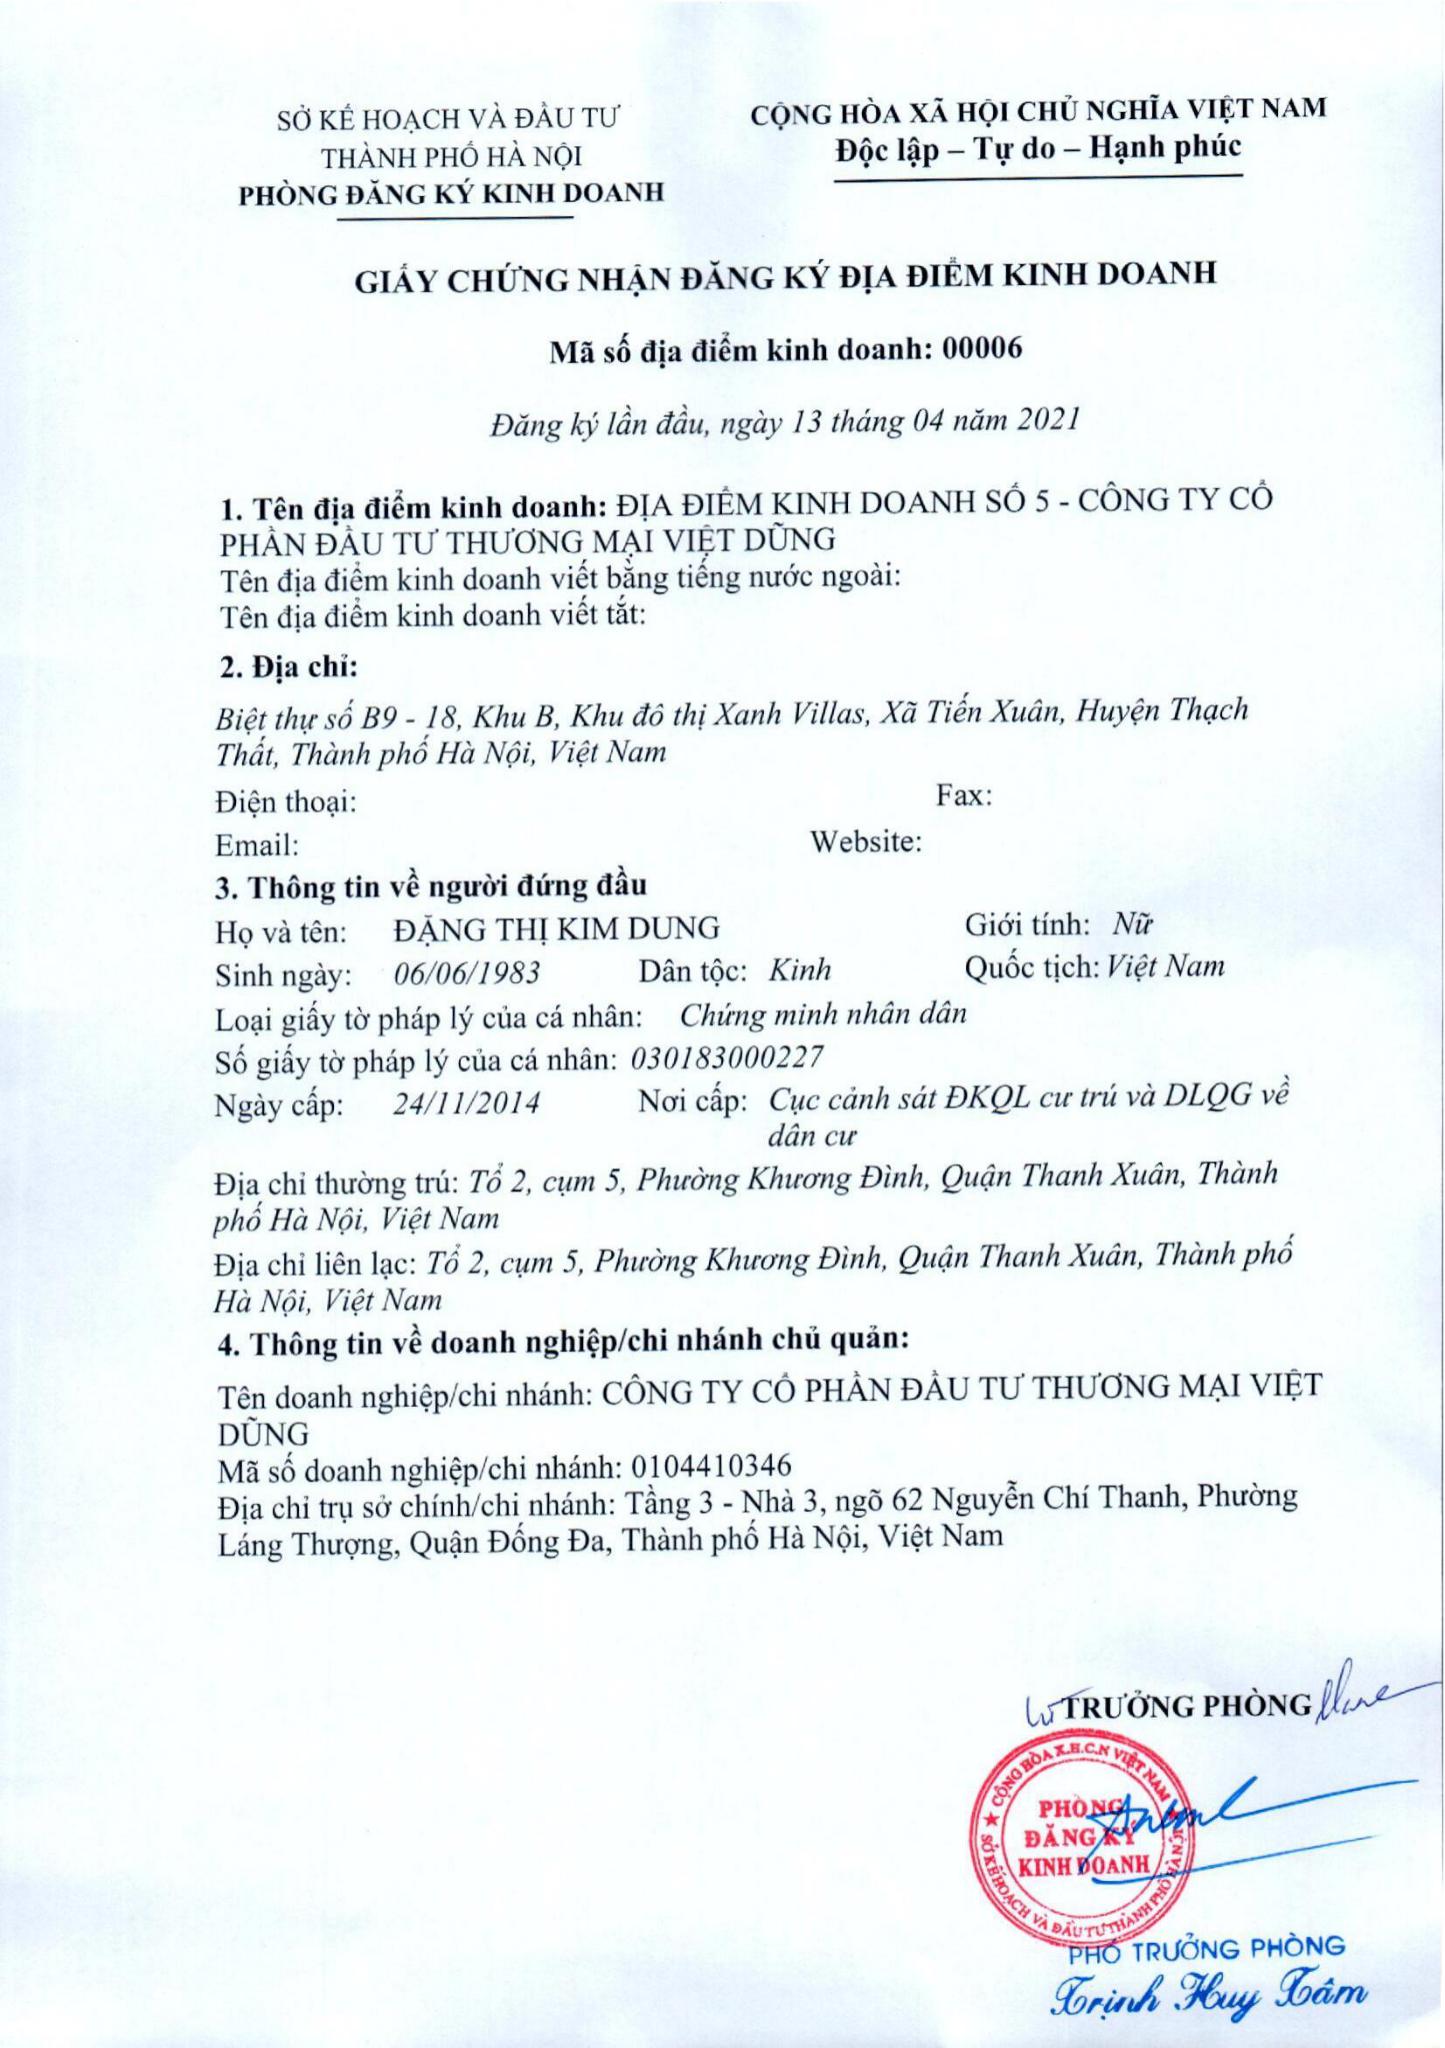 SỞ KẾ HOẠCH VÀ ĐẦU TƯ
THÀNH PHỐ HÀ NỘI
PHÒNG ĐĂNG KÝ KINH DOANH
CỘNG HÒA XÃ HỘI CHỦ NGHĨA VIỆT NAM
Độc lập – Tự do – Hạnh phúc
GIẤY CHỨNG NHẬN ĐĂNG KÝ ĐỊA ĐIỂM KINH DOANH
Mã số địa điểm kinh doanh: 00006
Đăng ký lần đầu, ngày 13 tháng 04 năm 2021
1. Tên địa điểm kinh doanh: ĐỊA ĐIỂM KINH DOANH SỐ 5 - CÔNG TY CỔ
PHẦN ĐẦU TƯ THƯƠNG MẠI VIỆT DŨNG
Tên địa điểm kinh doanh viết bằng tiếng nước ngoài:
Tên địa điểm kinh doanh viết tắt:
2. Địa chỉ:
Biệt thự số B9 - 18, Khu B, Khu đô thị Xanh Villas, Xã Tiến Xuân, Huyện Thạch
Thất, Thành phố Hà Nội, Việt Nam
Điện thoại: Fax:
Email: Website:
3. Thông tin về người đứng đầu
Họ và tên: ĐẶNG THỊ KIM DUNG Giới tính: Nữ
Sinh ngày: 06/06/1983 Dân tộc: Kinh Quốc tịch: Việt Nam
Loại giấy tờ pháp lý của cá nhân: Chứng minh nhân dân
Số giấy tờ pháp lý của cá nhân: 030183000227
Ngày cấp: 24/11/2014 Nơi cấp: Cục cảnh sát ĐKQL cư trú và DLQG về
dân cư
Địa chỉ thường trú: Tổ 2, cụm 5, Phường Khương Đình, Quận Thanh Xuân, Thành
phố Hà Nội, Việt Nam
Địa chỉ liên lạc: Tổ 2, cụm 5, Phường Khương Đình, Quận Thanh Xuân, Thành phố
Hà Nội, Việt Nam
4. Thông tin về doanh nghiệp/chi nhánh chủ quản:
Tên doanh nghiệp/chi nhánh: CÔNG TY CỔ PHẦN ĐẦU TƯ THƯƠNG MẠI VIỆT
DŨNG
Mã số doanh nghiệp/chi nhánh: 0104410346
Địa chỉ trụ sở chính/chi nhánh: Tầng 3 - Nhà 3, ngõ 62 Nguyễn Chí Thanh, Phường
Láng Thượng, Quận Đống Đa, Thành phố Hà Nội, Việt Nam
TRƯỞNG PHÒNG
CỘNG HÒA X.H.C.N VIỆT NAM
PHÒNG
ĐĂNG KÝ
KINH DOANH
SỞ KẾ HOẠCH VÀ ĐẦU TƯ THÀNH PHỐ HÀ NỘI
PHÓ TRƯỞNG PHÒNG
Trịnh Huy Tâm